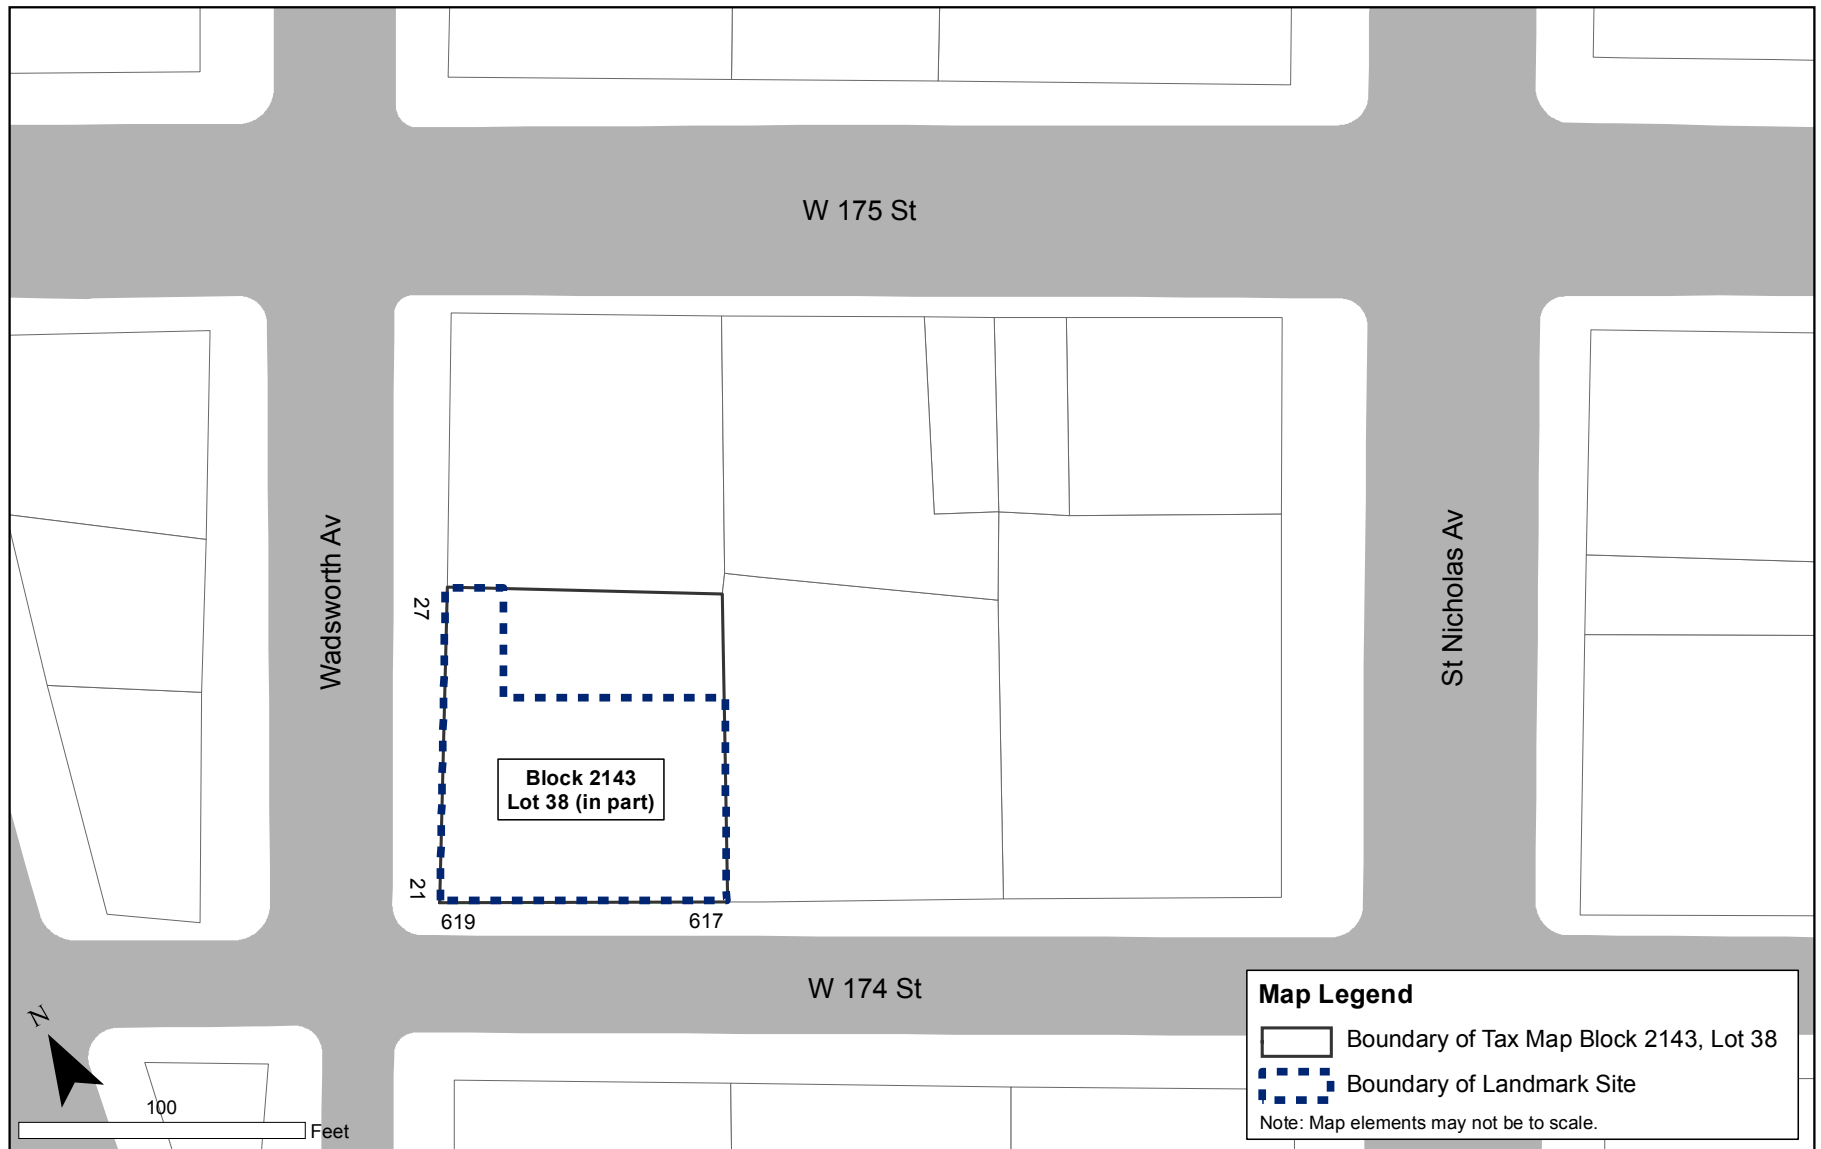 W 175 St
Wadsworth Av
St Nicholas Av
27
Block 2143
Lot 38 (in part)
21
619
617
W 174 St
N
100
Feet
Map Legend
Boundary of Tax Map Block 2143, Lot 38
Boundary of Landmark Site
Note: Map elements may not be to scale.